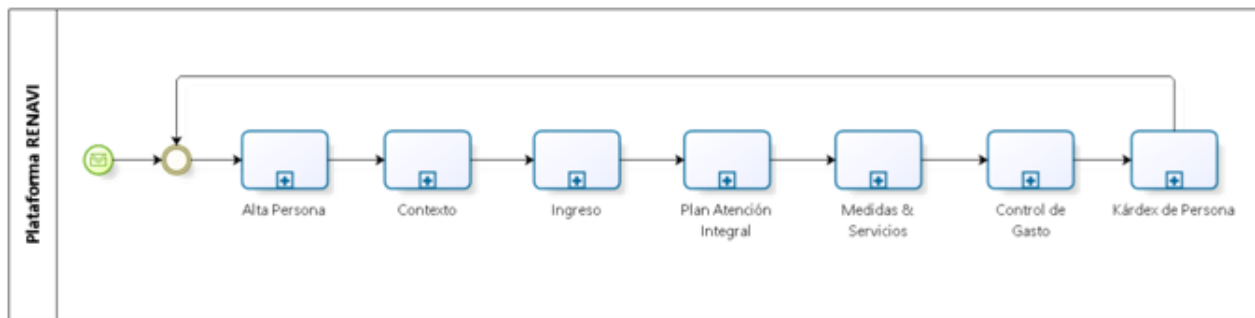 Plataforma RENAVI
Alta Persona
Contexto
Ingreso
Plan Atención
Integral
Medidas &
Servicios
Control de
Gasto
Kárdex de Persona